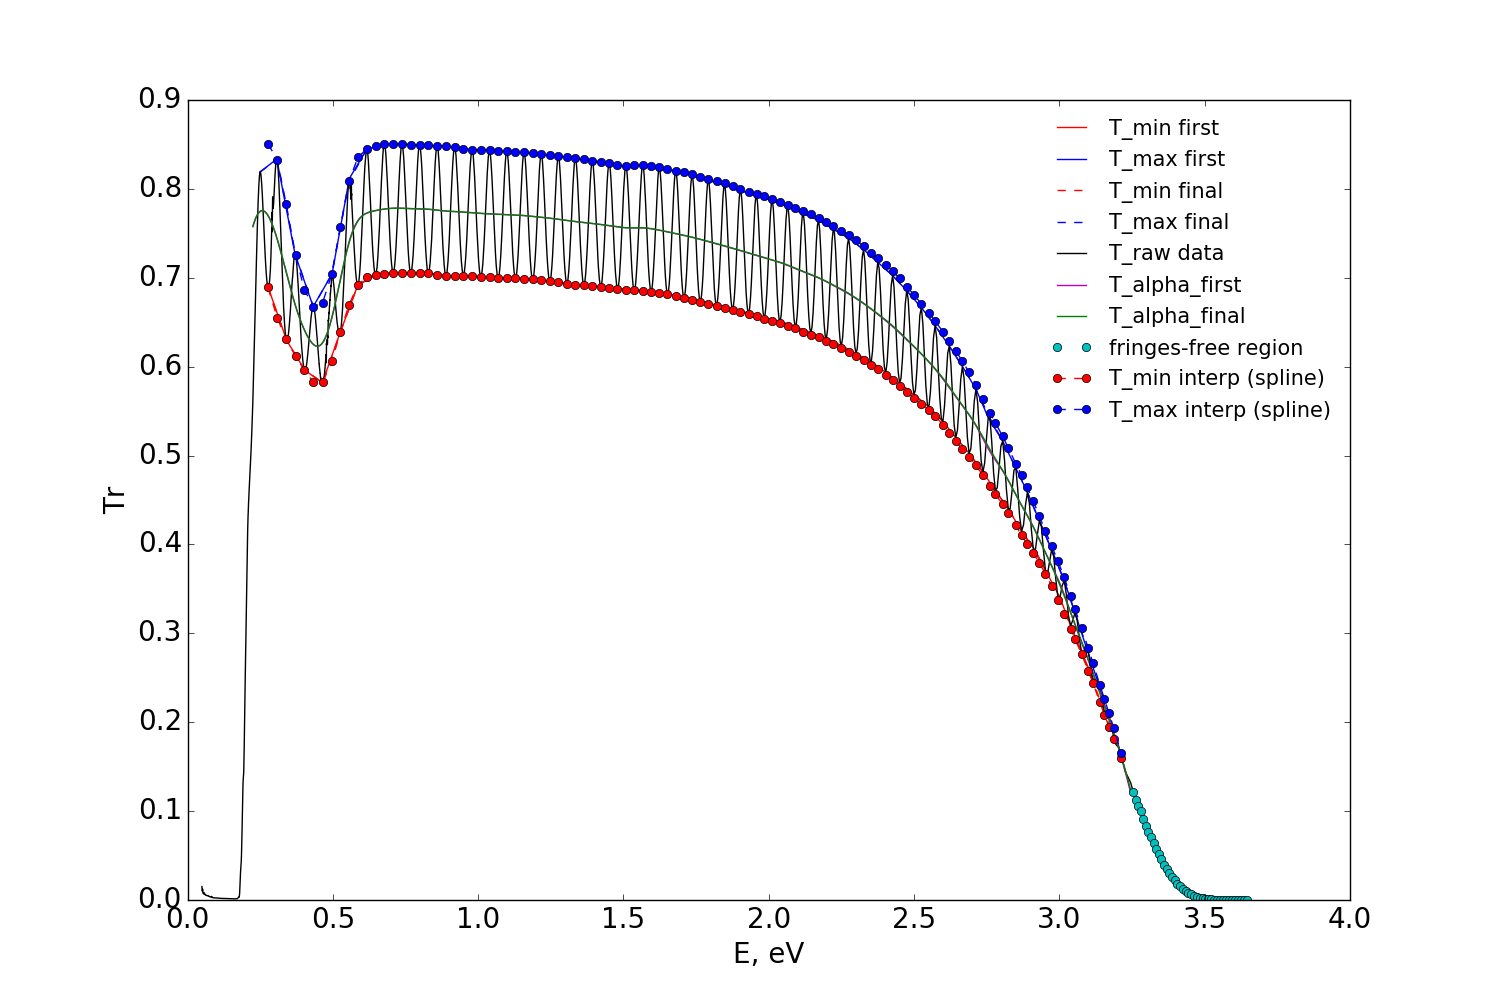 0.9
0.8
0.7
0.6
0.5
0.4
0.3
0.2
0.1
0.0
Tr
T_min first
T_max first
T_min final
T_max final
T_raw data
T_alpha_first
T_alpha_final
fringes-free region
T_min interp (spline)
T_max interp (spline)
0.0 0.5 1.0 1.5 2.0 2.5 3.0 3.5 4.0
E, eV